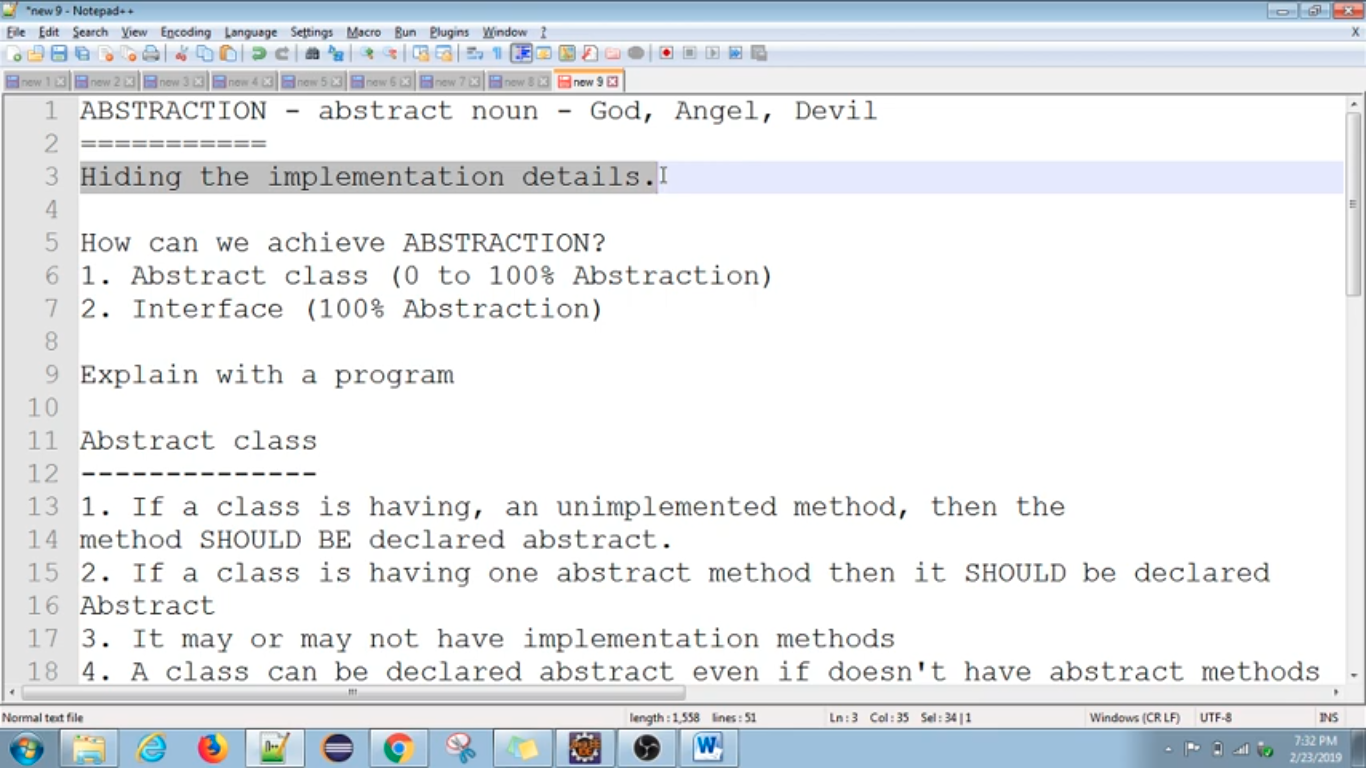 *new 9 - Notepad++
File Edit Search View Encoding Language Settings Macro Run Plugins Window ? X
new 1 new 2 new 3 new 4 new 5 new 6 new 7 new 8 new 9
1 ABSTRACTION - abstract noun - God, Angel, Devil
2 ===========
3 Hiding the implementation details.
4
5 How can we achieve ABSTRACTION?
6 1. Abstract class (0 to 100% Abstraction)
7 2. Interface (100% Abstraction)
8
9 Explain with a program
10
11 Abstract class
12 --------------
13 1. If a class is having, an unimplemented method, then the
14 method SHOULD BE declared abstract.
15 2. If a class is having one abstract method then it SHOULD be declared
16 Abstract
17 3. It may or may not have implementation methods
18 4. A class can be declared abstract even if doesn't have abstract methods
Normal text file length : 1,558 lines : 51 Ln : 3 Col : 35 Sel : 34 | 1 Windows (CR LF) UTF-8 INS
7:32 PM
2/23/2019